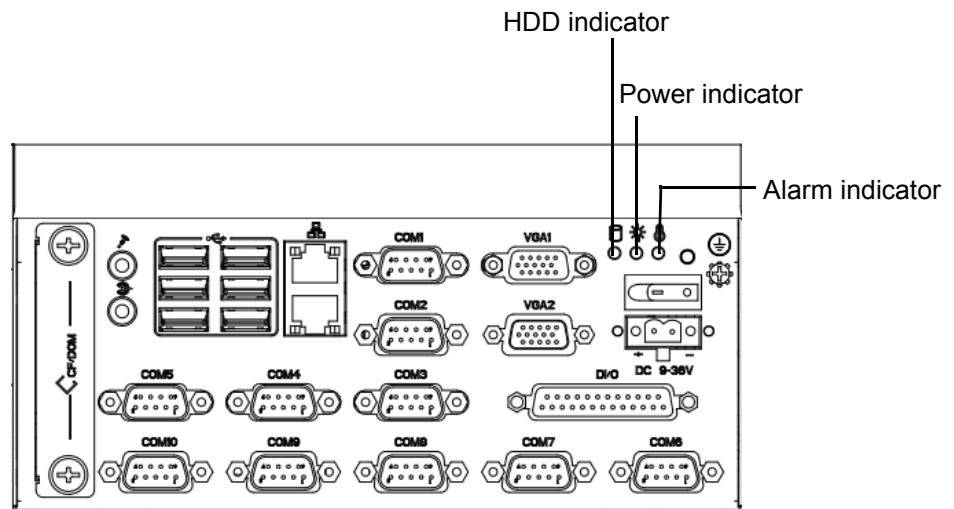 HDD indicator
Power indicator
Alarm indicator
COM1
VGA1
COM2
VGA2
CF/DOM
DC 9-36V
COM5
COM4
COM3
DI/O
COM10
COM9
COM8
COM7
COM6